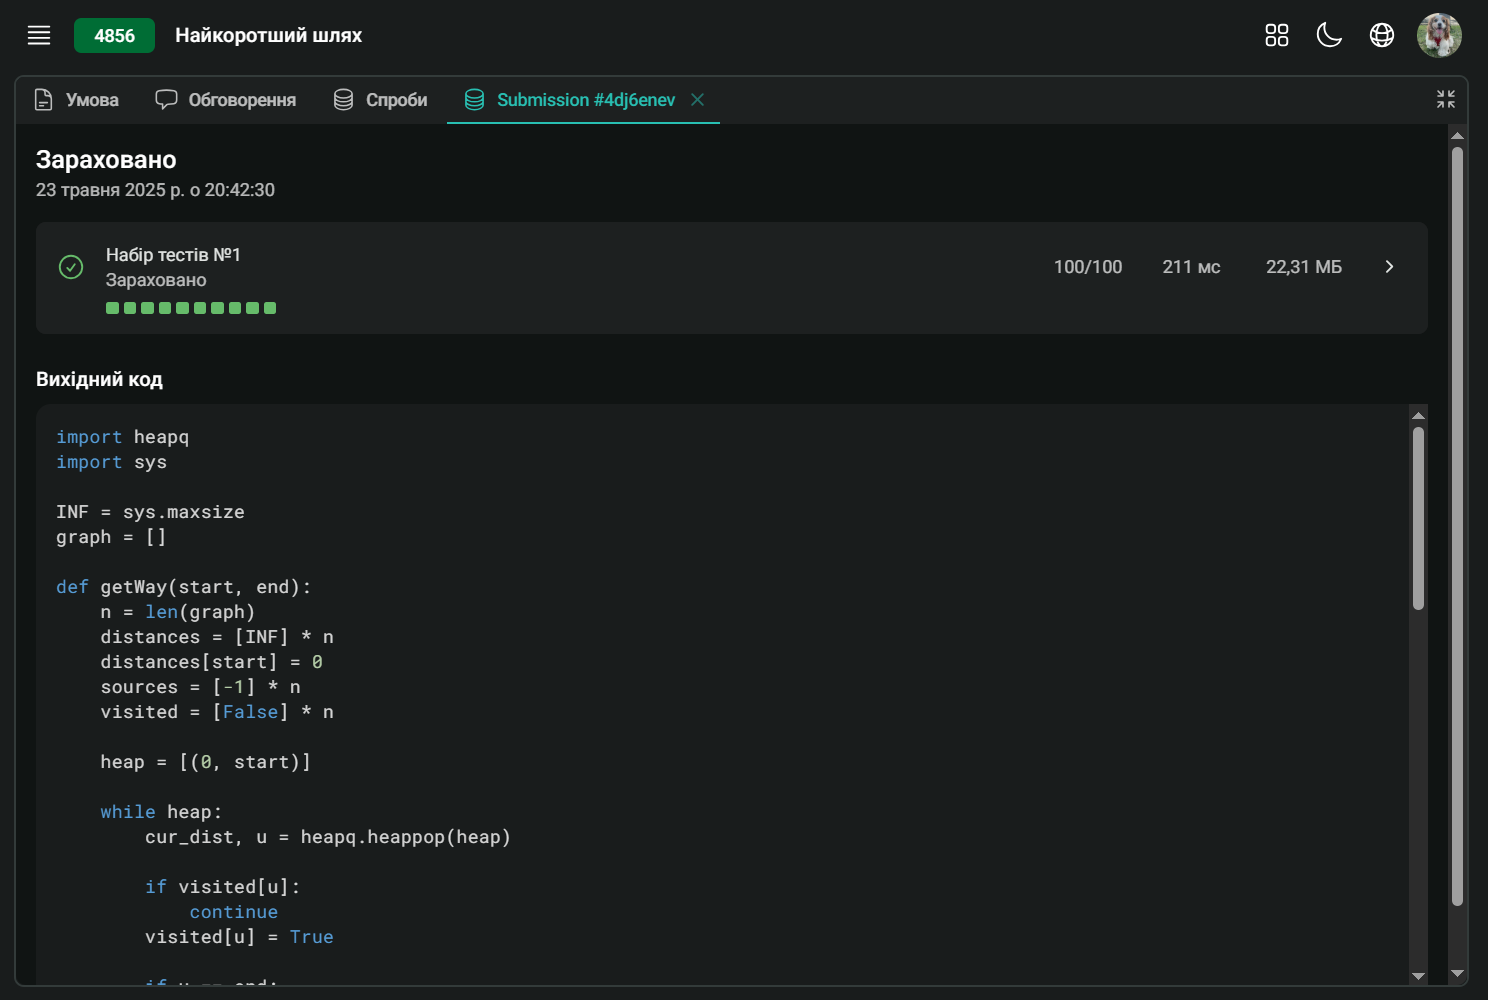 4856 Найкоротший шлях
Умова Обговорення Спроби Submission #4dj6enev
Зараховано
23 травня 2025 р. о 20:42:30
Набір тестів №1
Зараховано
100/100 211 мс 22,31 МБ
Вихідний код
import heapq
import sys

INF = sys.maxsize
graph = []

def getWay(start, end):
    n = len(graph)
    distances = [INF] * n
    distances[start] = 0
    sources = [-1] * n
    visited = [False] * n

    heap = [(0, start)]

    while heap:
        cur_dist, u = heapq.heappop(heap)

        if visited[u]:
            continue
        visited[u] = True

        if u == end: